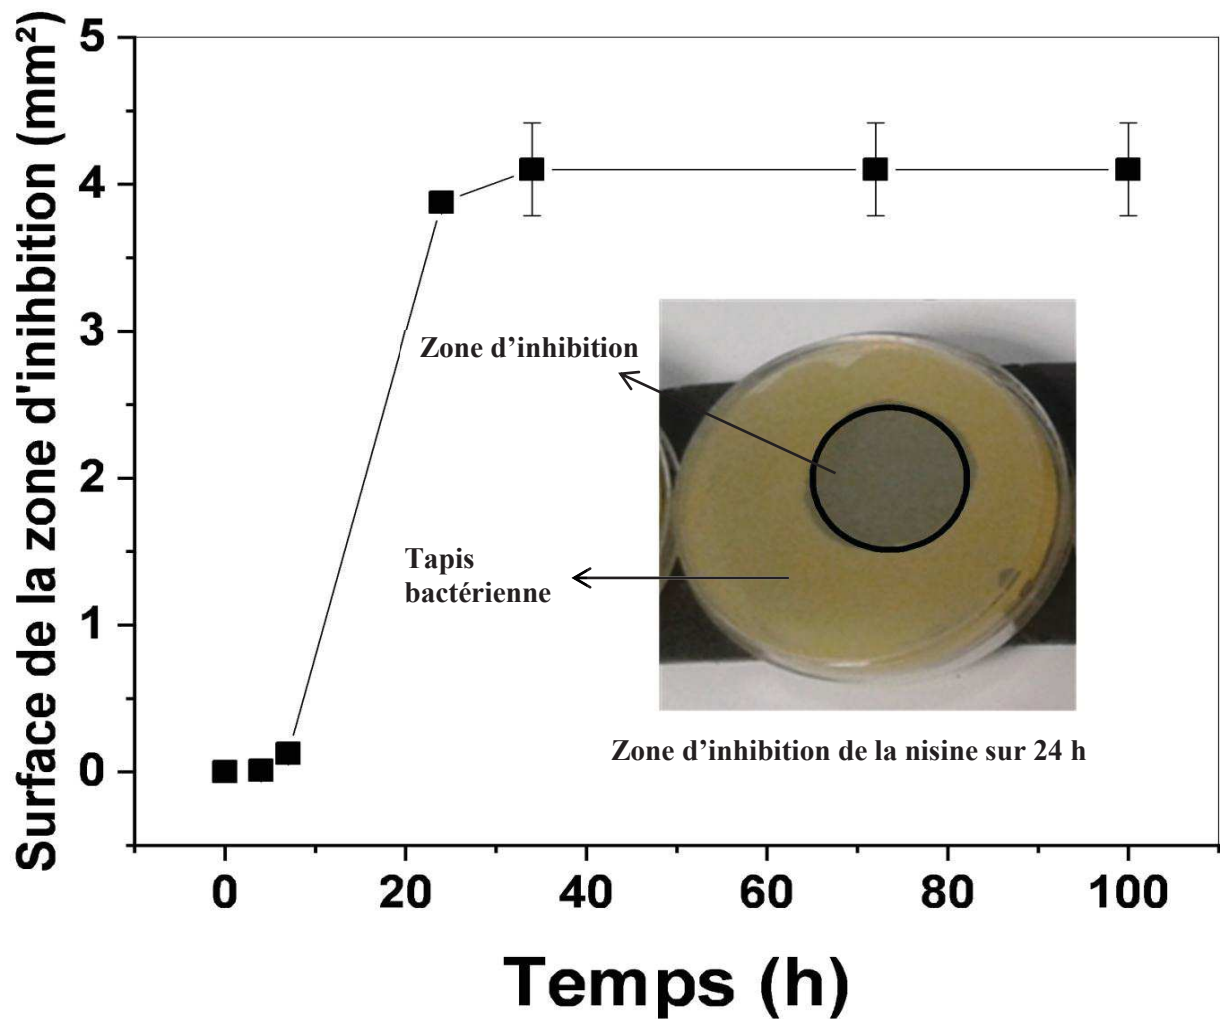 Surface de la zone d'inihbition (mm²)
5
4
3
2
1
0
Zone d’inhibition
Tapis
bactérienne
Zone d’inhibition de la nisine sur 24 h
0 20 40 60 80 100
Temps (h)